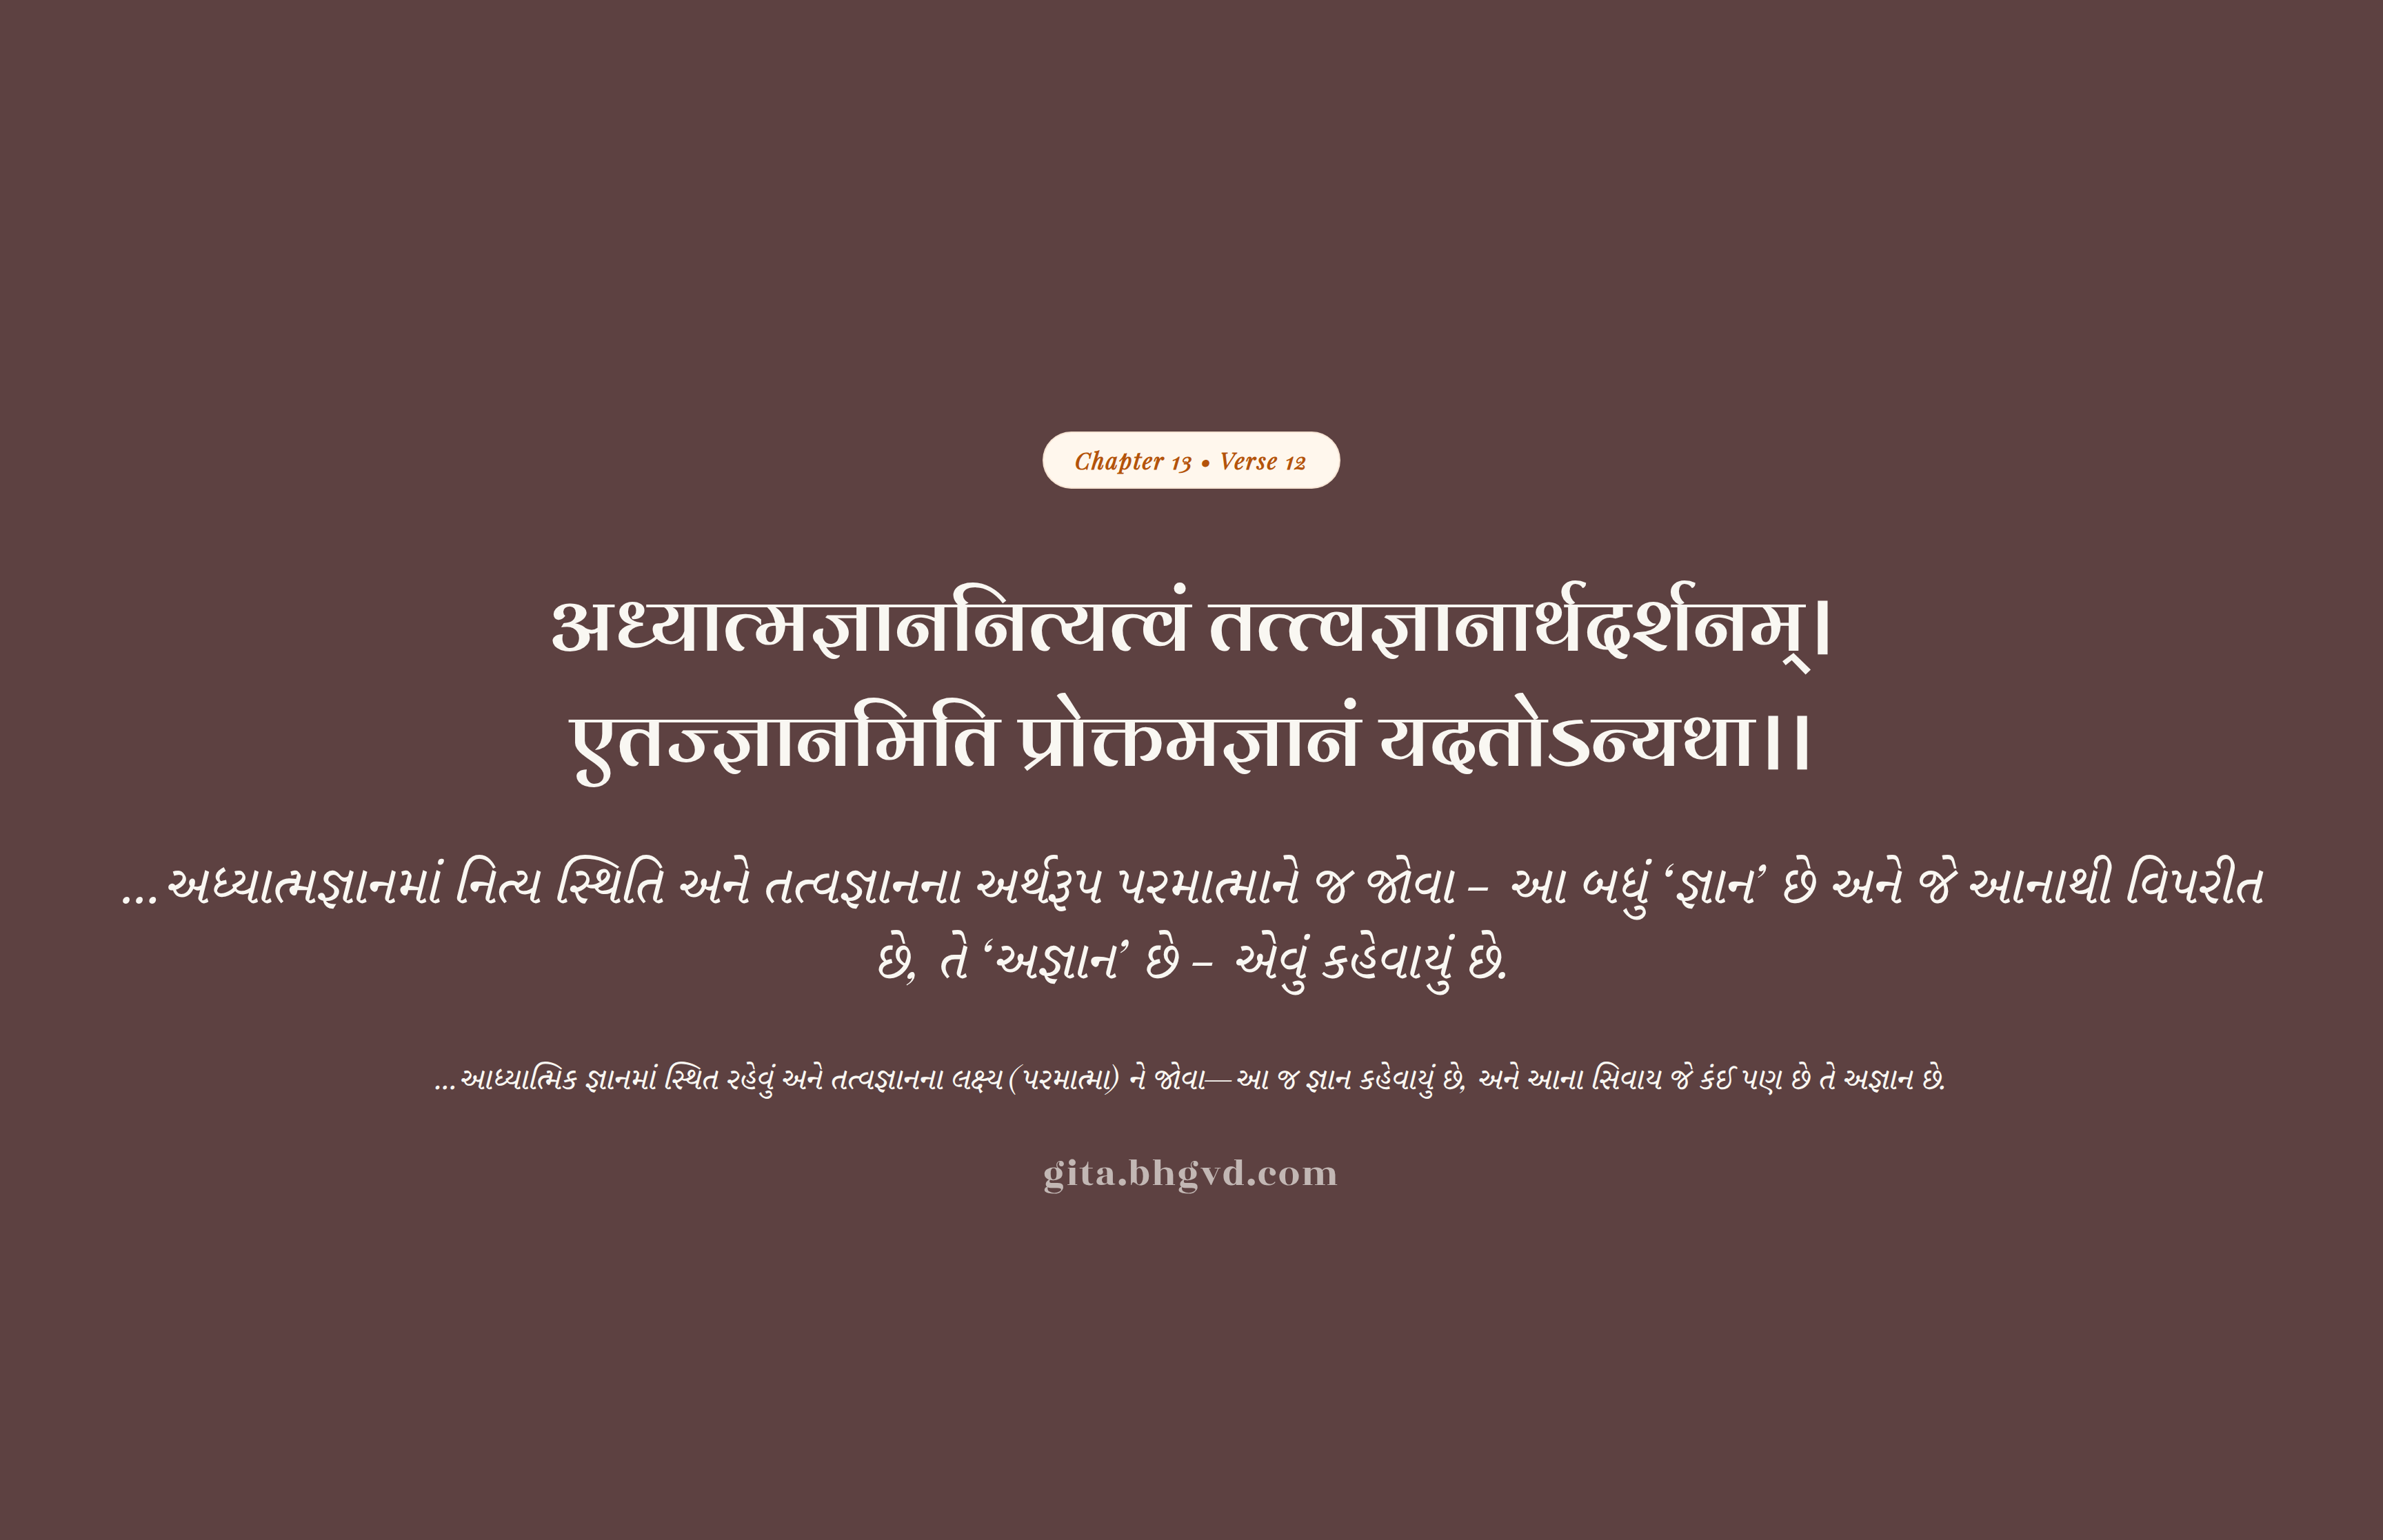 Chapter 13 • Verse 12
अध्यात्मज्ञाननित्यत्वं तत्त्वज्ञानार्थदर्शनम्|
एतज्ज्ञानमिति प्रोक्तमज्ञानं यदतोऽन्यथा||
...અધ્યાત્મજ્ઞાનમાં નિત્ય સ્થિતિ અને તત્વજ્ઞાનના અર્થરૂપ પરમાત્માને જ જોવા – આ બધું ‘જ્ઞાન’ છે અને જે આનાથી વિપરીત
છે, તે ‘અજ્ઞાન’ છે – એવું કહેવાયું છે.
...આધ્યાત્મિક જ્ઞાનમાં સ્થિત રહેવું અને તત્વજ્ઞાનના લક્ષ્ય (પરમાત્મા) ને જોવા—આ જ જ્ઞાન કહેવાયું છે, અને આના સિવાય જે કંઈ પણ છે તે અજ્ઞાન છે.
gita.bhgvd.com